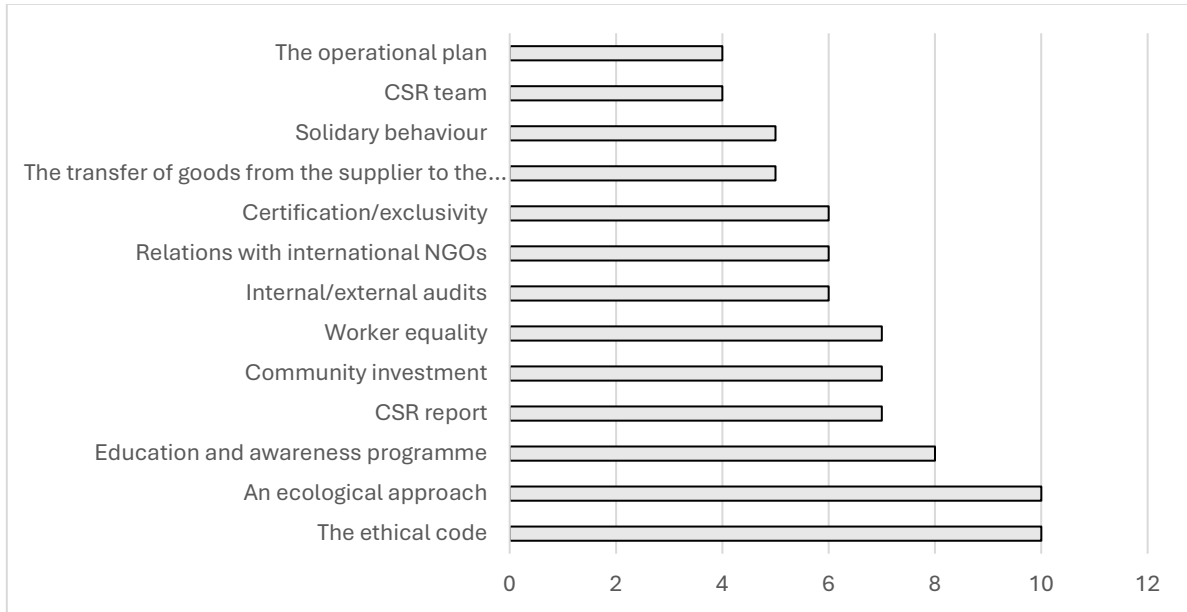 The operational plan
CSR team
Solidary behaviour
The transfer of goods from the supplier to the...
Certification/exclusivity
Relations with international NGOs
Internal/external audits
Worker equality
Community investment
CSR report
Education and awareness programme
An ecological approach
The ethical code
0 2 4 6 8 10 12